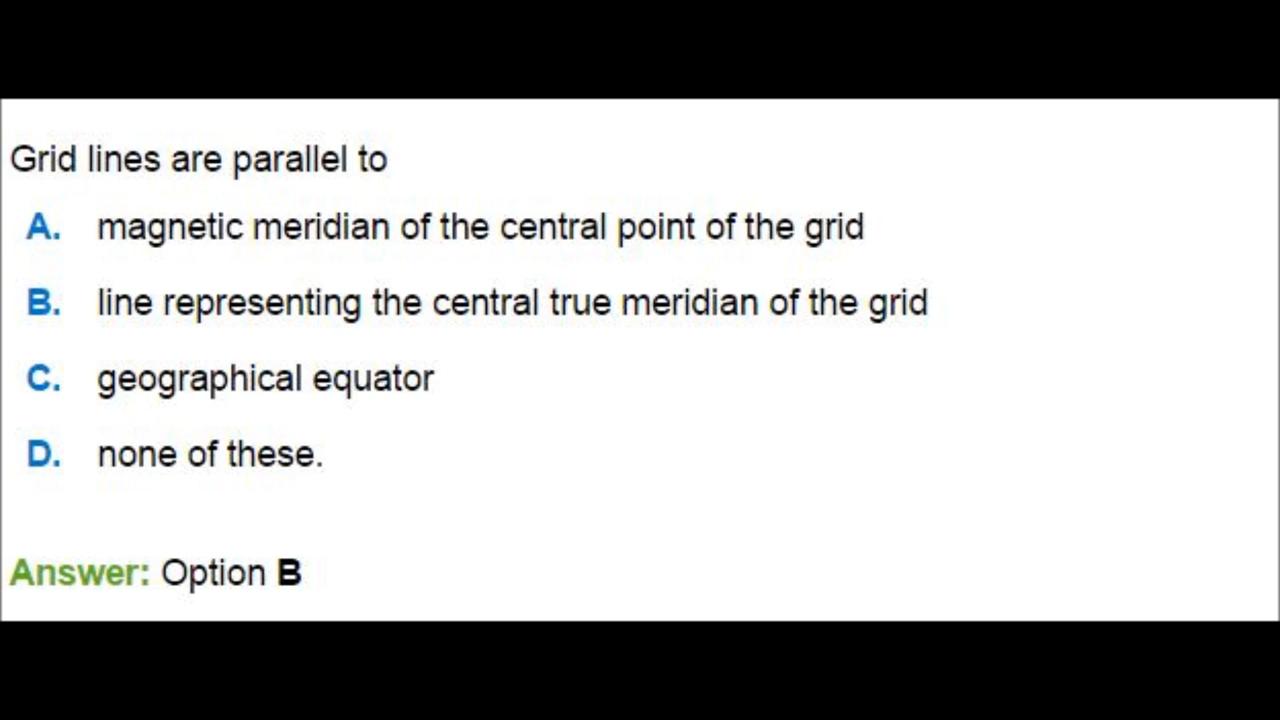 Grid lines are parallel to
A. magnetic meridian of the central point of the grid
B. line representing the central true meridian of the grid
C. geographical equator
D. none of these.
Answer: Option B